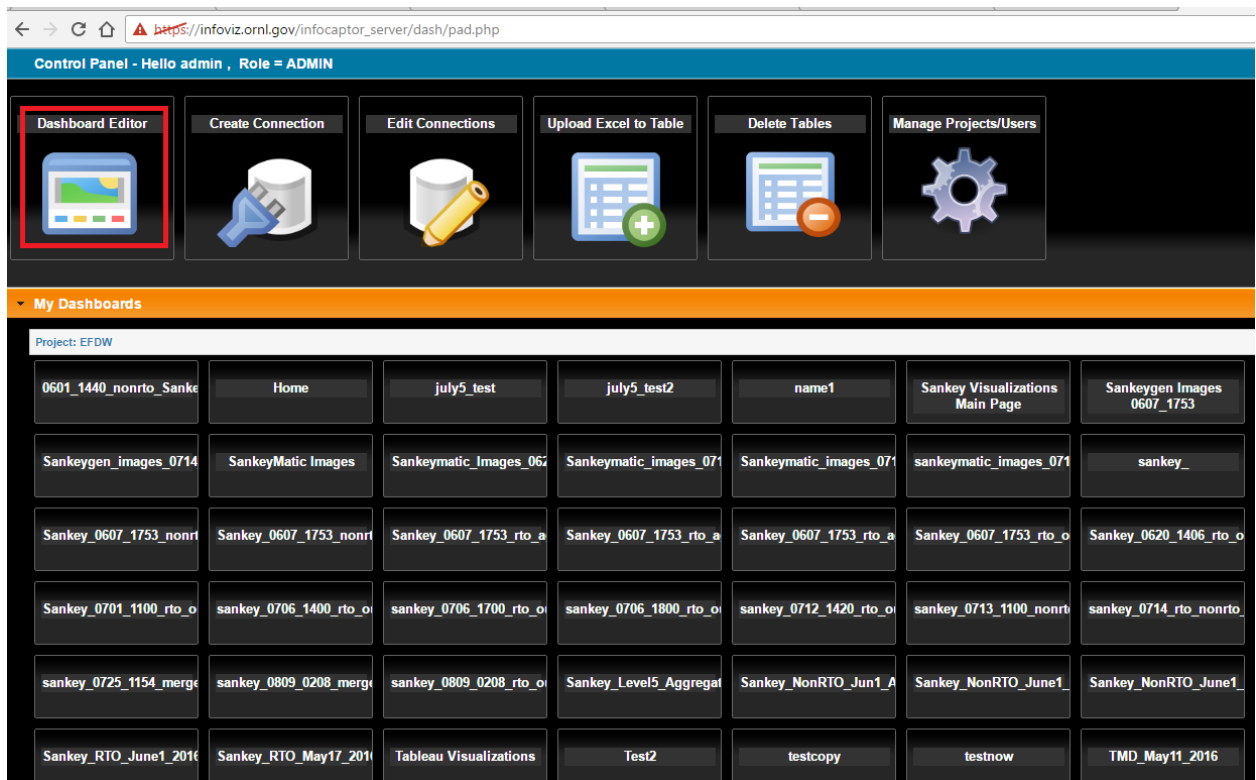 https://infoviz.ornl.gov/infocaptor_server/dash/pad.php
Control Panel - Hello admin , Role = ADMIN
Dashboard Editor
Create Connection
Edit Connections
Upload Excel to Table
Delete Tables
Manage Projects/Users
My Dashboards
Project: EFDW
0601_1440_nonrto_Sanke
Home
july5_test
july5_test2
name1
Sankey Visualizations
Main Page
Sankeygen Images
0607_1753
Sankeygen_images_0714
SankeyMatic Images
Sankeymatic_Images_062
Sankeymatic_images_071
Sankeymatic_images_071
sankeymatic_images_071
sankey_
Sankey_0607_1753_nonrt
Sankey_0607_1753_nonrt
Sankey_0607_1753_rto_a
Sankey_0607_1753_rto_a
Sankey_0607_1753_rto_a
Sankey_0607_1753_rto_o
Sankey_0620_1406_rto_o
Sankey_0701_1100_rto_o
sankey_0706_1400_rto_ou
sankey_0706_1700_rto_ou
sankey_0706_1800_rto_ou
sankey_0712_1420_rto_ou
sankey_0713_1100_nonrto
sankey_0714_rto_nonrto_
sankey_0725_1154_merge
sankey_0809_0208_merge
sankey_0809_0208_rto_ou
Sankey_Level5_Aggregat
Sankey_NonRTO_Jun1_A
Sankey_NonRTO_June1_
Sankey_NonRTO_June1_
Sankey_RTO_June1_2016
Sankey_RTO_May17_2016
Tableau Visualizations
Test2
testcopy
testnow
TMD_May11_2016